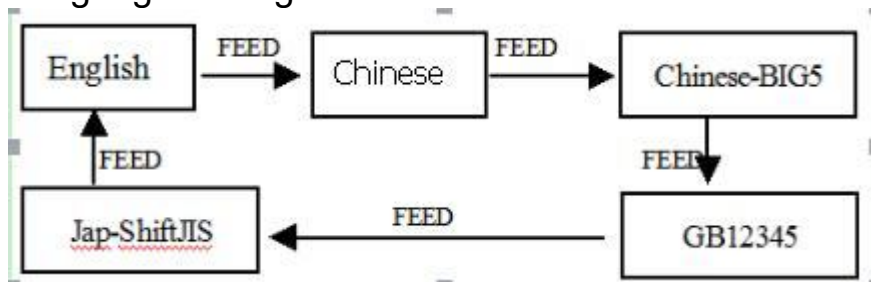 English
FEED
Chinese
FEED
Chinese-BIG5
FEED
FEED
Jap-ShiftJIS
FEED
GB12345